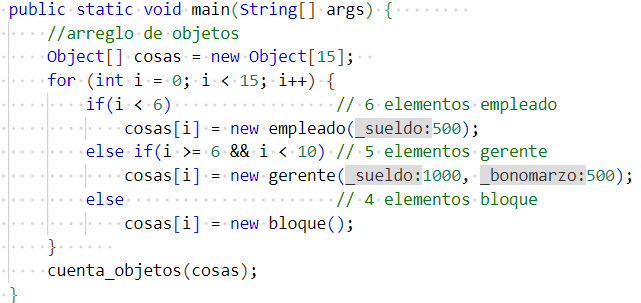 public static void main(String[] args) {
//arreglo de objetos
Object[] cosas = new Object[15];
for (int i = 0; i < 15; i++) {
if(i < 6) // 6 elementos empleado
cosas[i] = new empleado(_sueldo:500);
else if(i >= 6 && i < 10) // 5 elementos gerente
cosas[i] = new gerente(_sueldo:1000, _bonomarzo:500);
else // 4 elementos bloque
cosas[i] = new bloque();
}
cuenta_objetos(cosas);
}